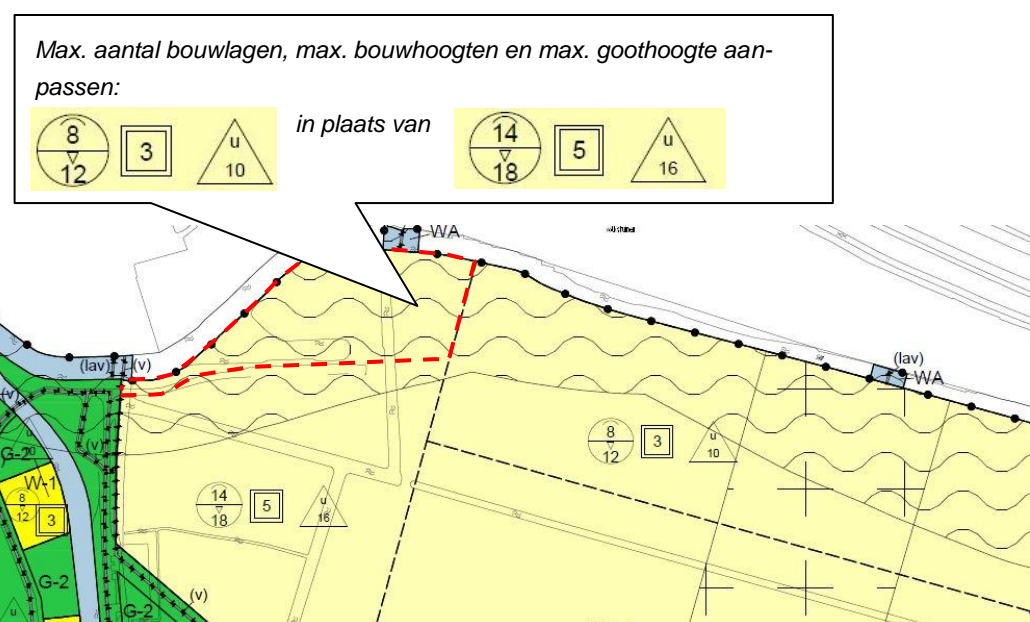 Max. aantal bouwlagen, max. bouwhoogten en max. goothoogte aan-
passen:
8 12 3 u 10 in plaats van 14 18 5 u 16
WA
(lav) (v)
(lav)
WA
(v)
(v)
G-2
W-1
8 12 3
8 12 3 u 10
14 18 5 u 16
G-2
(v)
G-2
u